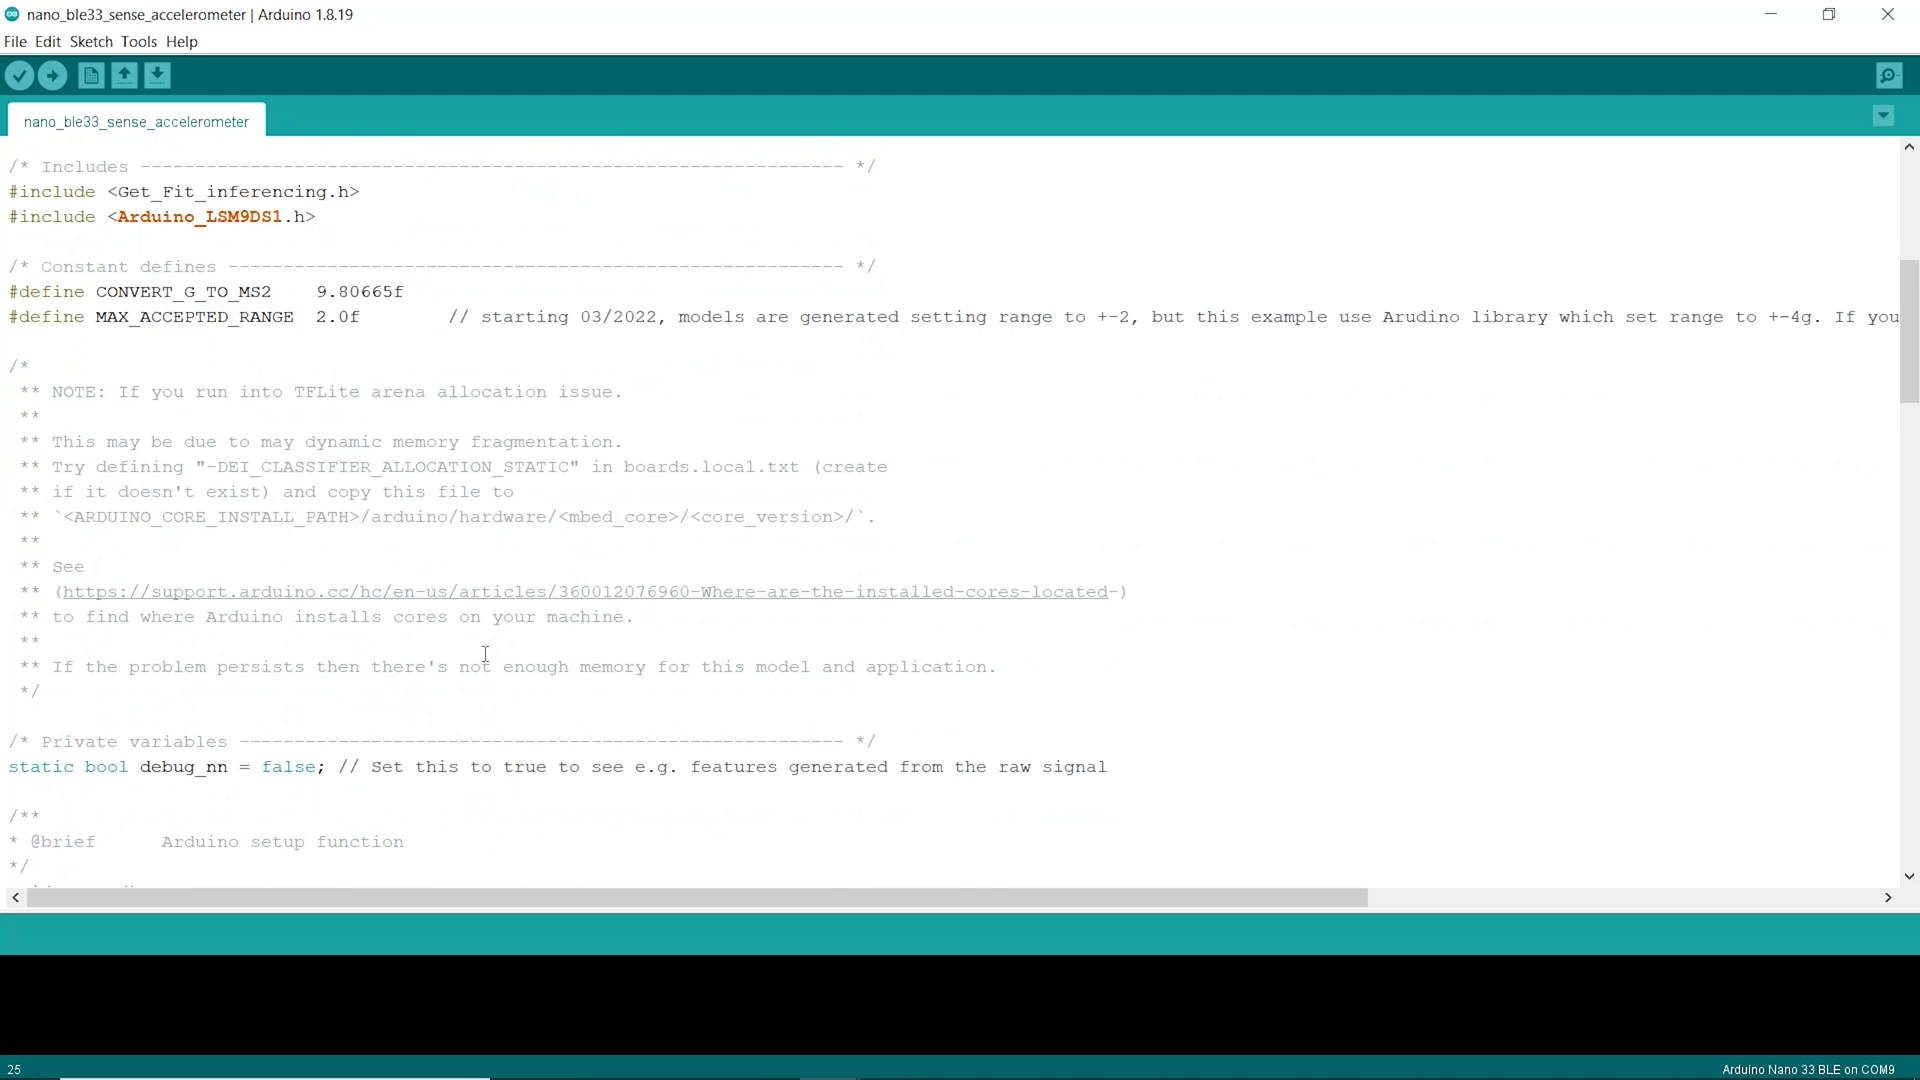 nano_ble33_sense_accelerometer | Arduino 1.8.19
File Edit Sketch Tools Help
nano_ble33_sense_accelerometer
/* Includes ---------------------------------------------------------------- */
#include <Get_Fit_inferencing.h>
#include <Arduino_LSM9DS1.h>
/* Constant defines -------------------------------------------------------- */
#define CONVERT_G_TO_MS2    9.80665f
#define MAX_ACCEPTED_RANGE  2.0f        // starting 03/2022, models are generated setting range to +-2, but this example use Arudino library which set range to +-4g. If you
/*
** NOTE: If you run into TFLite arena allocation issue.
**
** This may be due to may dynamic memory fragmentation.
** Try defining "-DEI_CLASSIFIER_ALLOCATION_STATIC" in boards.local.txt (create
** if it doesn't exist) and copy this file to
** `<ARDUINO_CORE_INSTALL_PATH>/arduino/hardware/<mbed_core>/<core_version>/`.
**
** See
** (https://support.arduino.cc/hc/en-us/articles/360012076960-Where-are-the-installed-cores-located-)
** to find where Arduino installs cores on your machine.
**
** If the problem persists then there's not enough memory for this model and application.
*/
/* Private variables ------------------------------------------------------- */
static bool debug_nn = false; // Set this to true to see e.g. features generated from the raw signal
/**
* @brief      Arduino setup function
*/
25
Arduino Nano 33 BLE on COM9